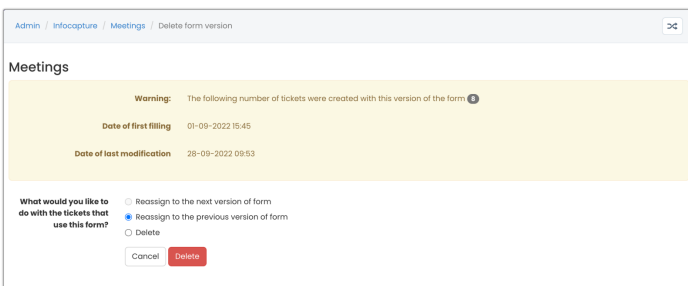 Admin / Infocapture / Meetings / Delete form version
Meetings
Warning: The following number of tickets were created with this version of the form 8
Date of first filling 01-09-2022 15:45
Date of last modification 28-09-2022 09:53
What would you like to Reassign to the next version of form
do with the tickets that Reassign to the previous version of form
use this form? Delete
Cancel Delete